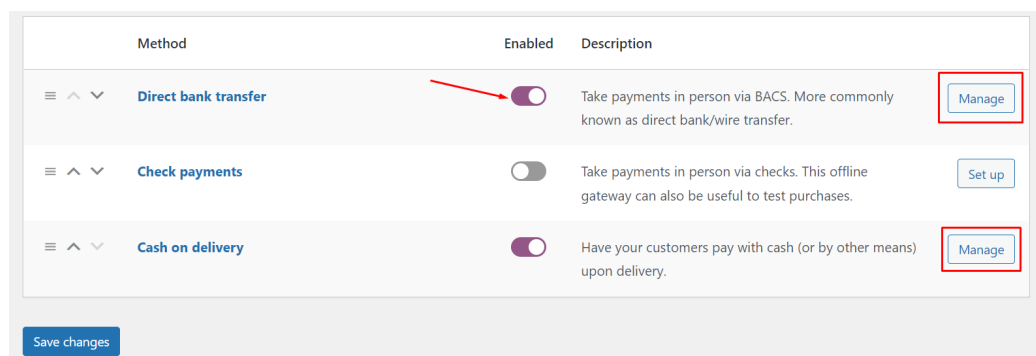 Method Enabled Description
Direct bank transfer Take payments in person via BACS. More commonly Manage
known as direct bank/wire transfer.
Check payments Take payments in person via checks. This offline Set up
gateway can also be useful to test purchases.
Cash on delivery Have your customers pay with cash (or by other means) Manage
upon delivery.
Save changes